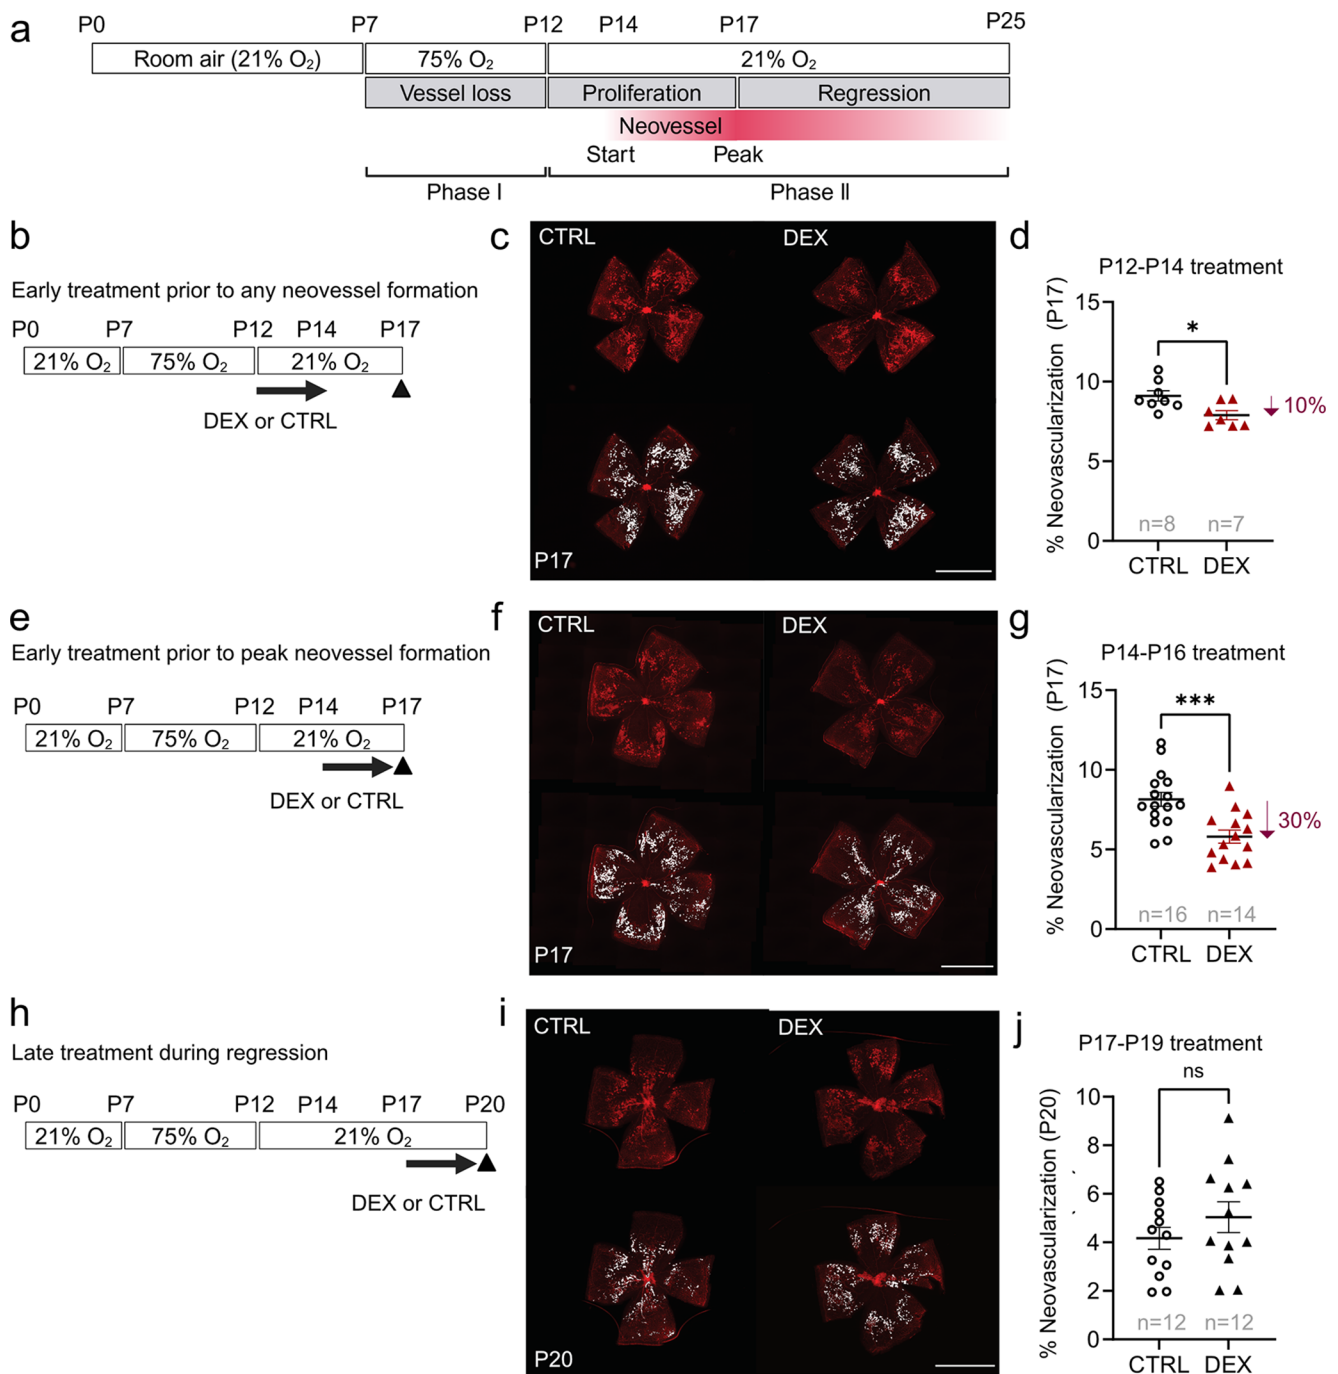 a
P0 P7 P12 P14 P17 P25
Room air (21% O₂) 75% O₂ 21% O₂
Vessel loss Proliferation Regression
Neovessel
Start Peak
Phase I Phase II
b
Early treatment prior to any neovessel formation
P0 P7 P12 P14 P17
21% O₂ 75% O₂ 21% O₂
DEX or CTRL
c
CTRL DEX
P17
d
P12-P14 treatment
% Neovascularization (P17)
15
10
5
0
*
10%
n=8 n=7
CTRL DEX
e
Early treatment prior to peak neovessel formation
P0 P7 P12 P14 P17
21% O₂ 75% O₂ 21% O₂
DEX or CTRL
f
CTRL DEX
P17
g
P14-P16 treatment
% Neovascularization (P17)
15
10
5
0
***
30%
n=16 n=14
CTRL DEX
h
Late treatment during regression
P0 P7 P12 P14 P17 P20
21% O₂ 75% O₂ 21% O₂
DEX or CTRL
i
CTRL DEX
P20
j
P17-P19 treatment
ns
% Neovascularization (P20)
10
8
6
4
2
0
n=12 n=12
CTRL DEX